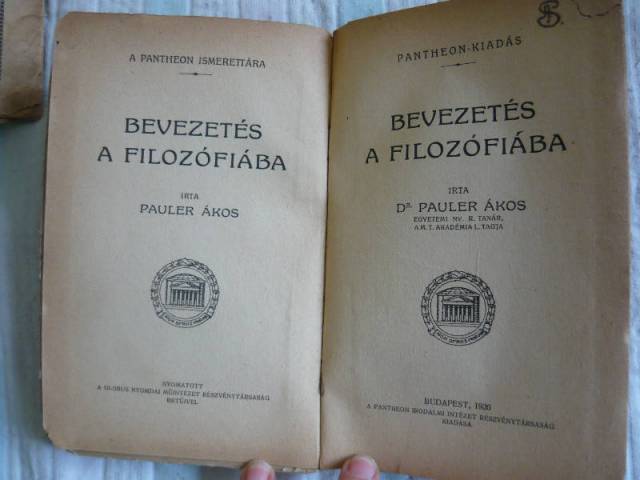 A PANTHEON ISMERETTÁRA
BEVEZETÉS
A FILOZÓFIÁBA
IRTA
PAULER ÁKOS
NYOMATOTT
A GLOBUS NYOMDAI MŰINTÉZET RÉSZVÉNYTÁRSASÁG
BETŰIVEL
PANTHEON-KIADÁS
BEVEZETÉS
A FILOZÓFIÁBA
IRTA
DR. PAULER ÁKOS
EGYETEMI NY. R. TANÁR,
A M. T. AKADÉMIA L. TAGJA
BUDAPEST, 1920
A PANTHEON IRODALMI INTÉZET RÉSZVÉNYTÁRSASÁG
KIADÁSA